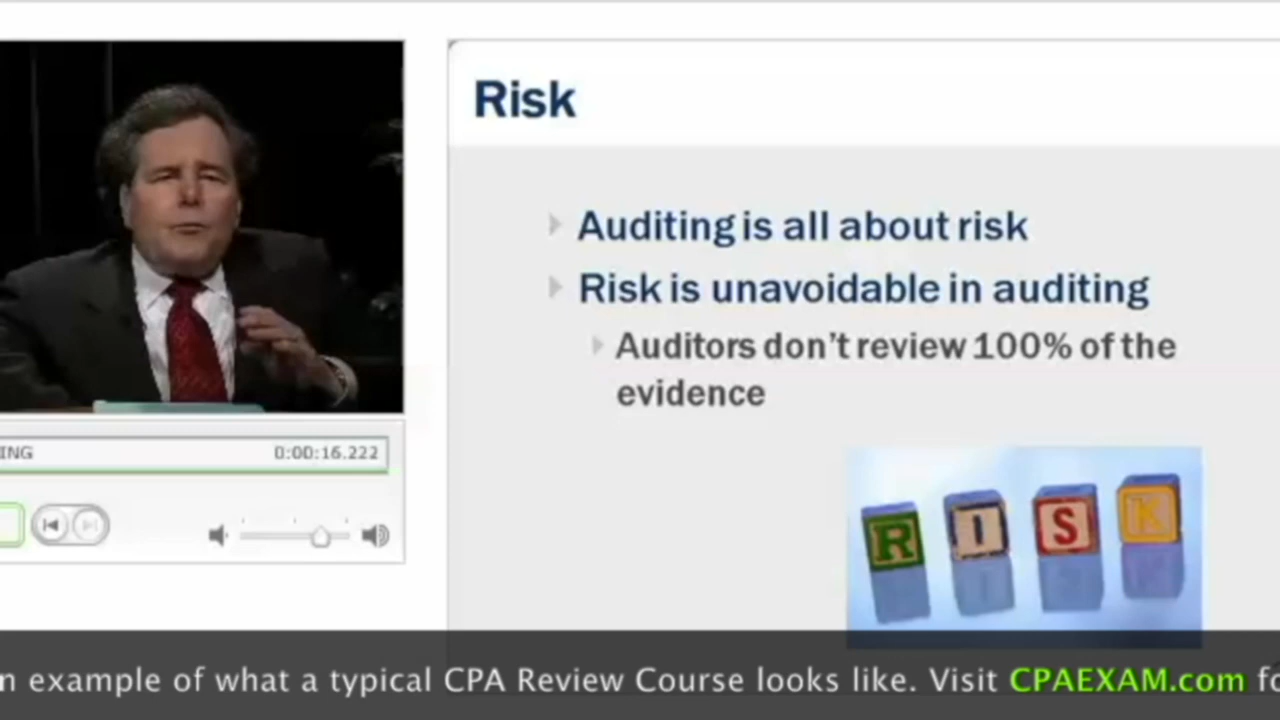 Risk
Auditing is all about risk
Risk is unavoidable in auditing
Auditors don't review 100% of the
evidence
ING
0:00:16.222
R I S K
n example of what a typical CPA Review Course looks like. Visit CPAEXAM.com fo